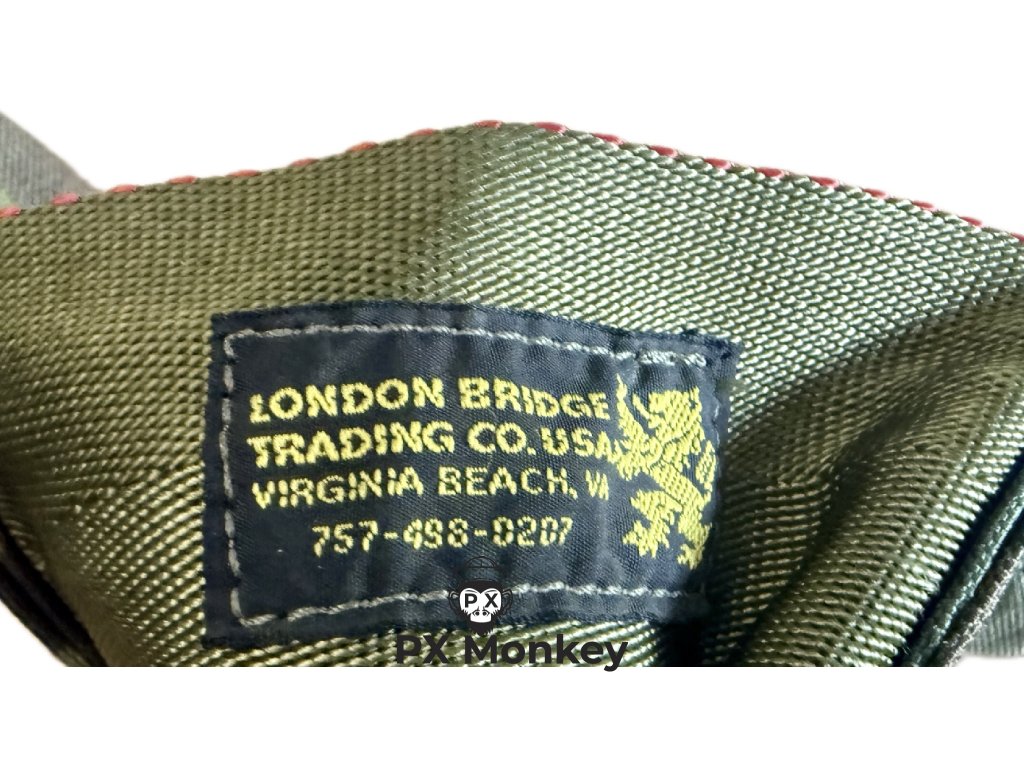 LONDON BRIDGE
TRADING CO. USA
VIRGINIA BEACH, VA
757-498-0207
PX
PX Monkey